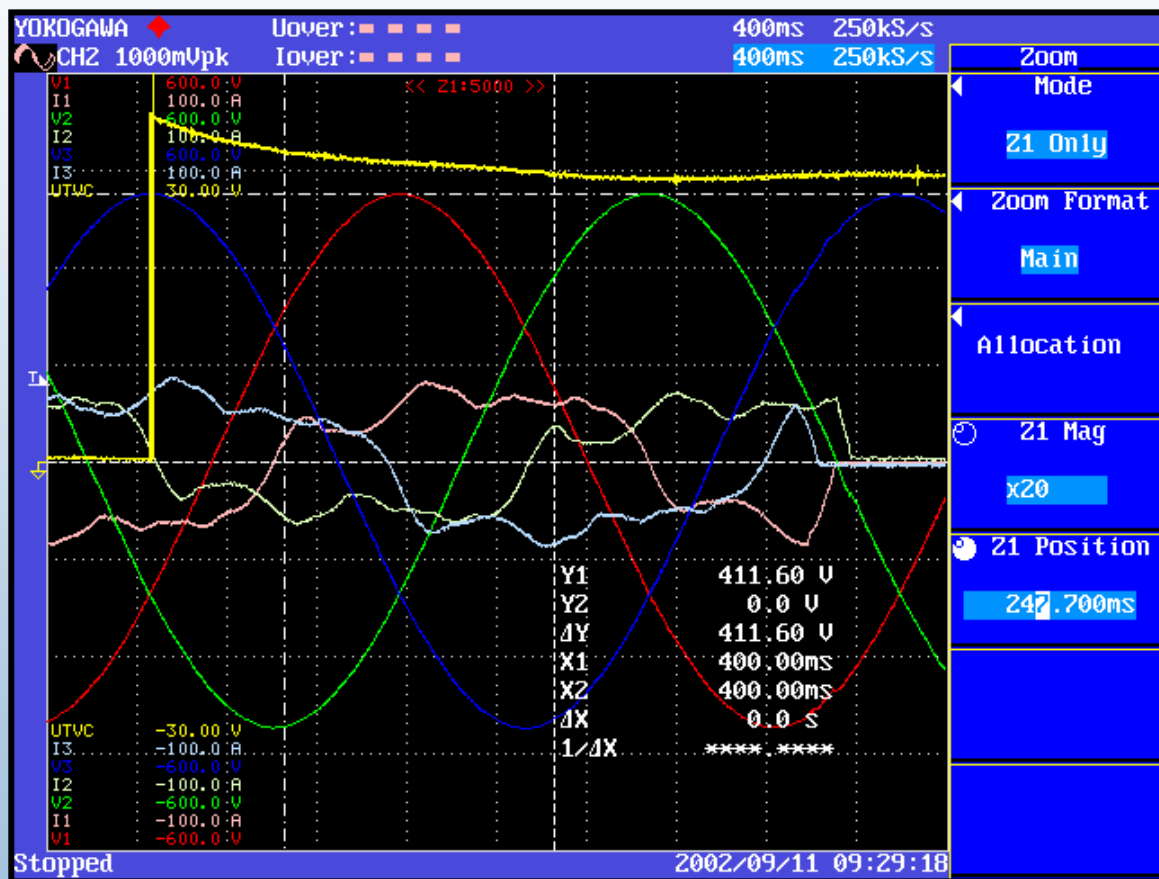 YOKOGAWA Uover: 400ms 250kS/s
CH2 1000mVpk Iover: 400ms 250kS/s
Zoom
<< Z1:5000 >>
V1 600.0 V
I1 100.0 A
V2 600.0 V
I2 100.0 A
V3 600.0 V
I3 100.0 A
UTVC 30.00 V
Mode
Z1 Only
Zoom Format
Main
Allocation
Z1 Mag
x20
Z1 Position
247.700ms
T
Y1 411.60 V
Y2 0.0 V
ΔY 411.60 V
X1 400.00ms
X2 400.00ms
ΔX 0.0 s
1/ΔX ****.****
UTVC -30.00 V
I3 -100.0 A
V3 -600.0 V
I2 -100.0 A
V2 -600.0 V
I1 -100.0 A
V1 -600.0 V
Stopped 2002/09/11 09:29:18